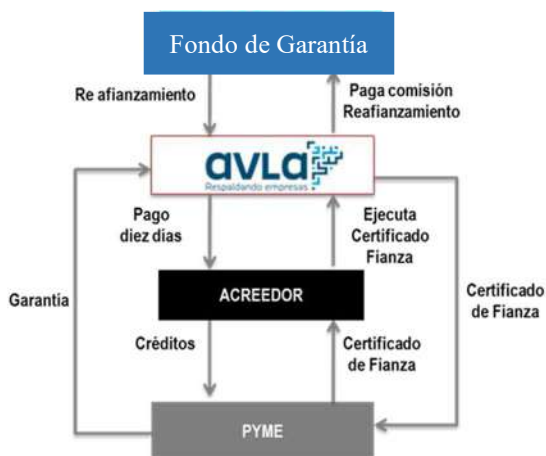 Fondo de Garantía
Re afianzamiento
Paga comisión
Reafianzamiento
avla
Respaldando empresas
Pago
diez días
Ejecuta
Certificado
Fianza
Garantía
ACREEDOR
Certificado
de Fianza
Créditos
Certificado
de Fianza
PYME